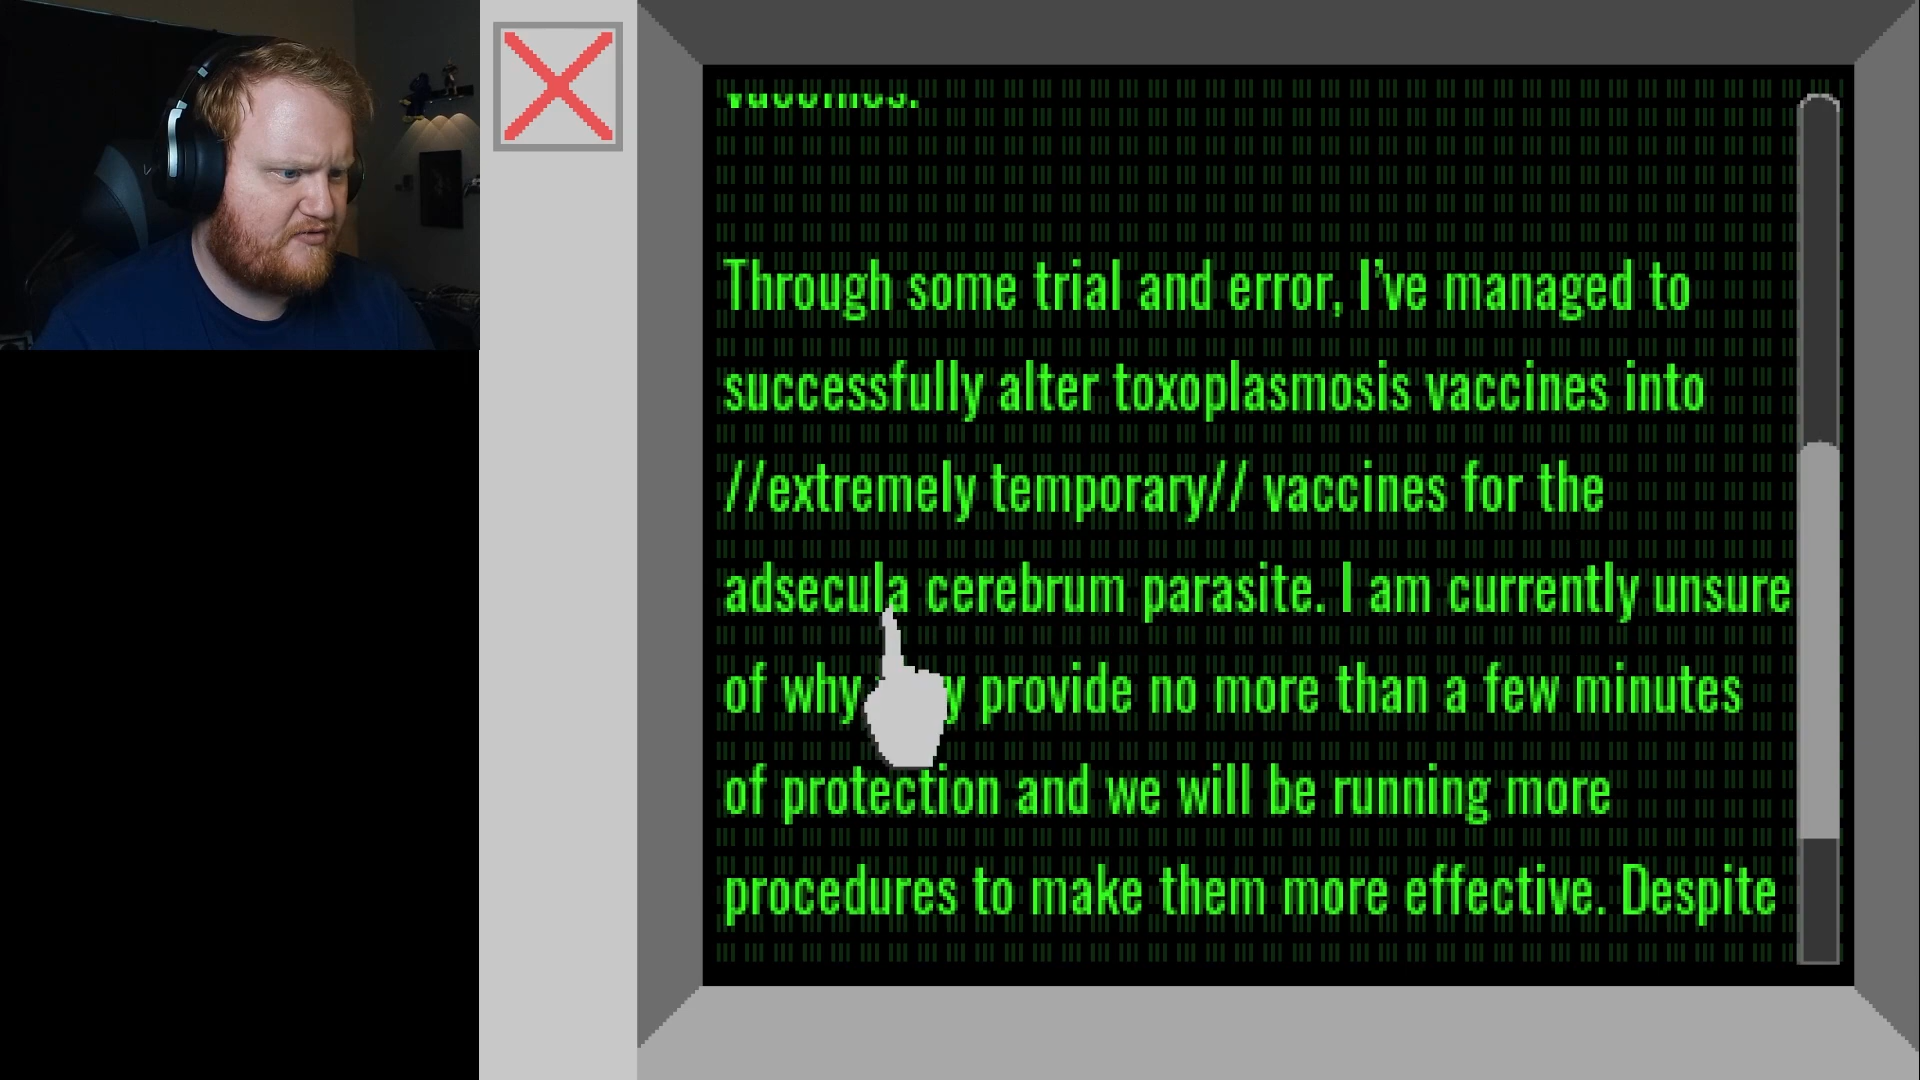 vaccines.
Through some trial and error, I've managed to
successfully alter toxoplasmosis vaccines into
//extremely temporary// vaccines for the
adsecula cerebrum parasite. I am currently unsure
of why provide no more than a few minutes
of protection and we will be running more
procedures to make them more effective. Despite